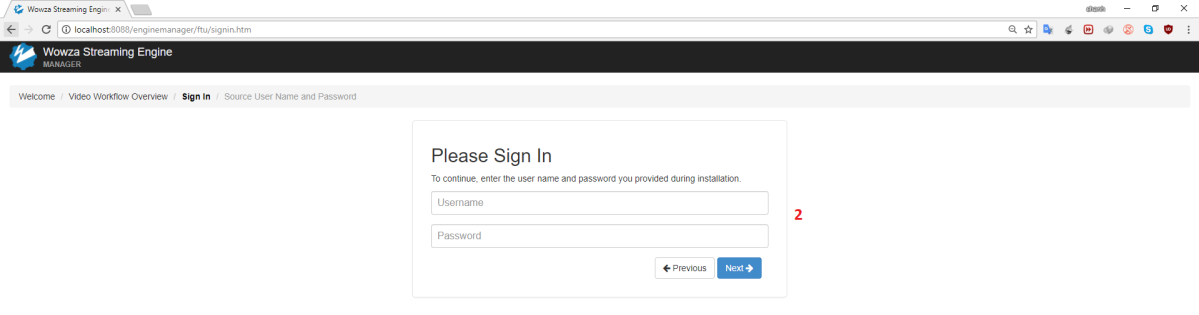 Wowza Streaming Engin
localhost:8088/enginemanager/ftu/signin.htm
Wowza Streaming Engine
MANAGER
Welcome / Video Workflow Overview / Sign In / Source User Name and Password
Please Sign In
To continue, enter the user name and password you provided during installation.
Username
2
Password
Previous Next